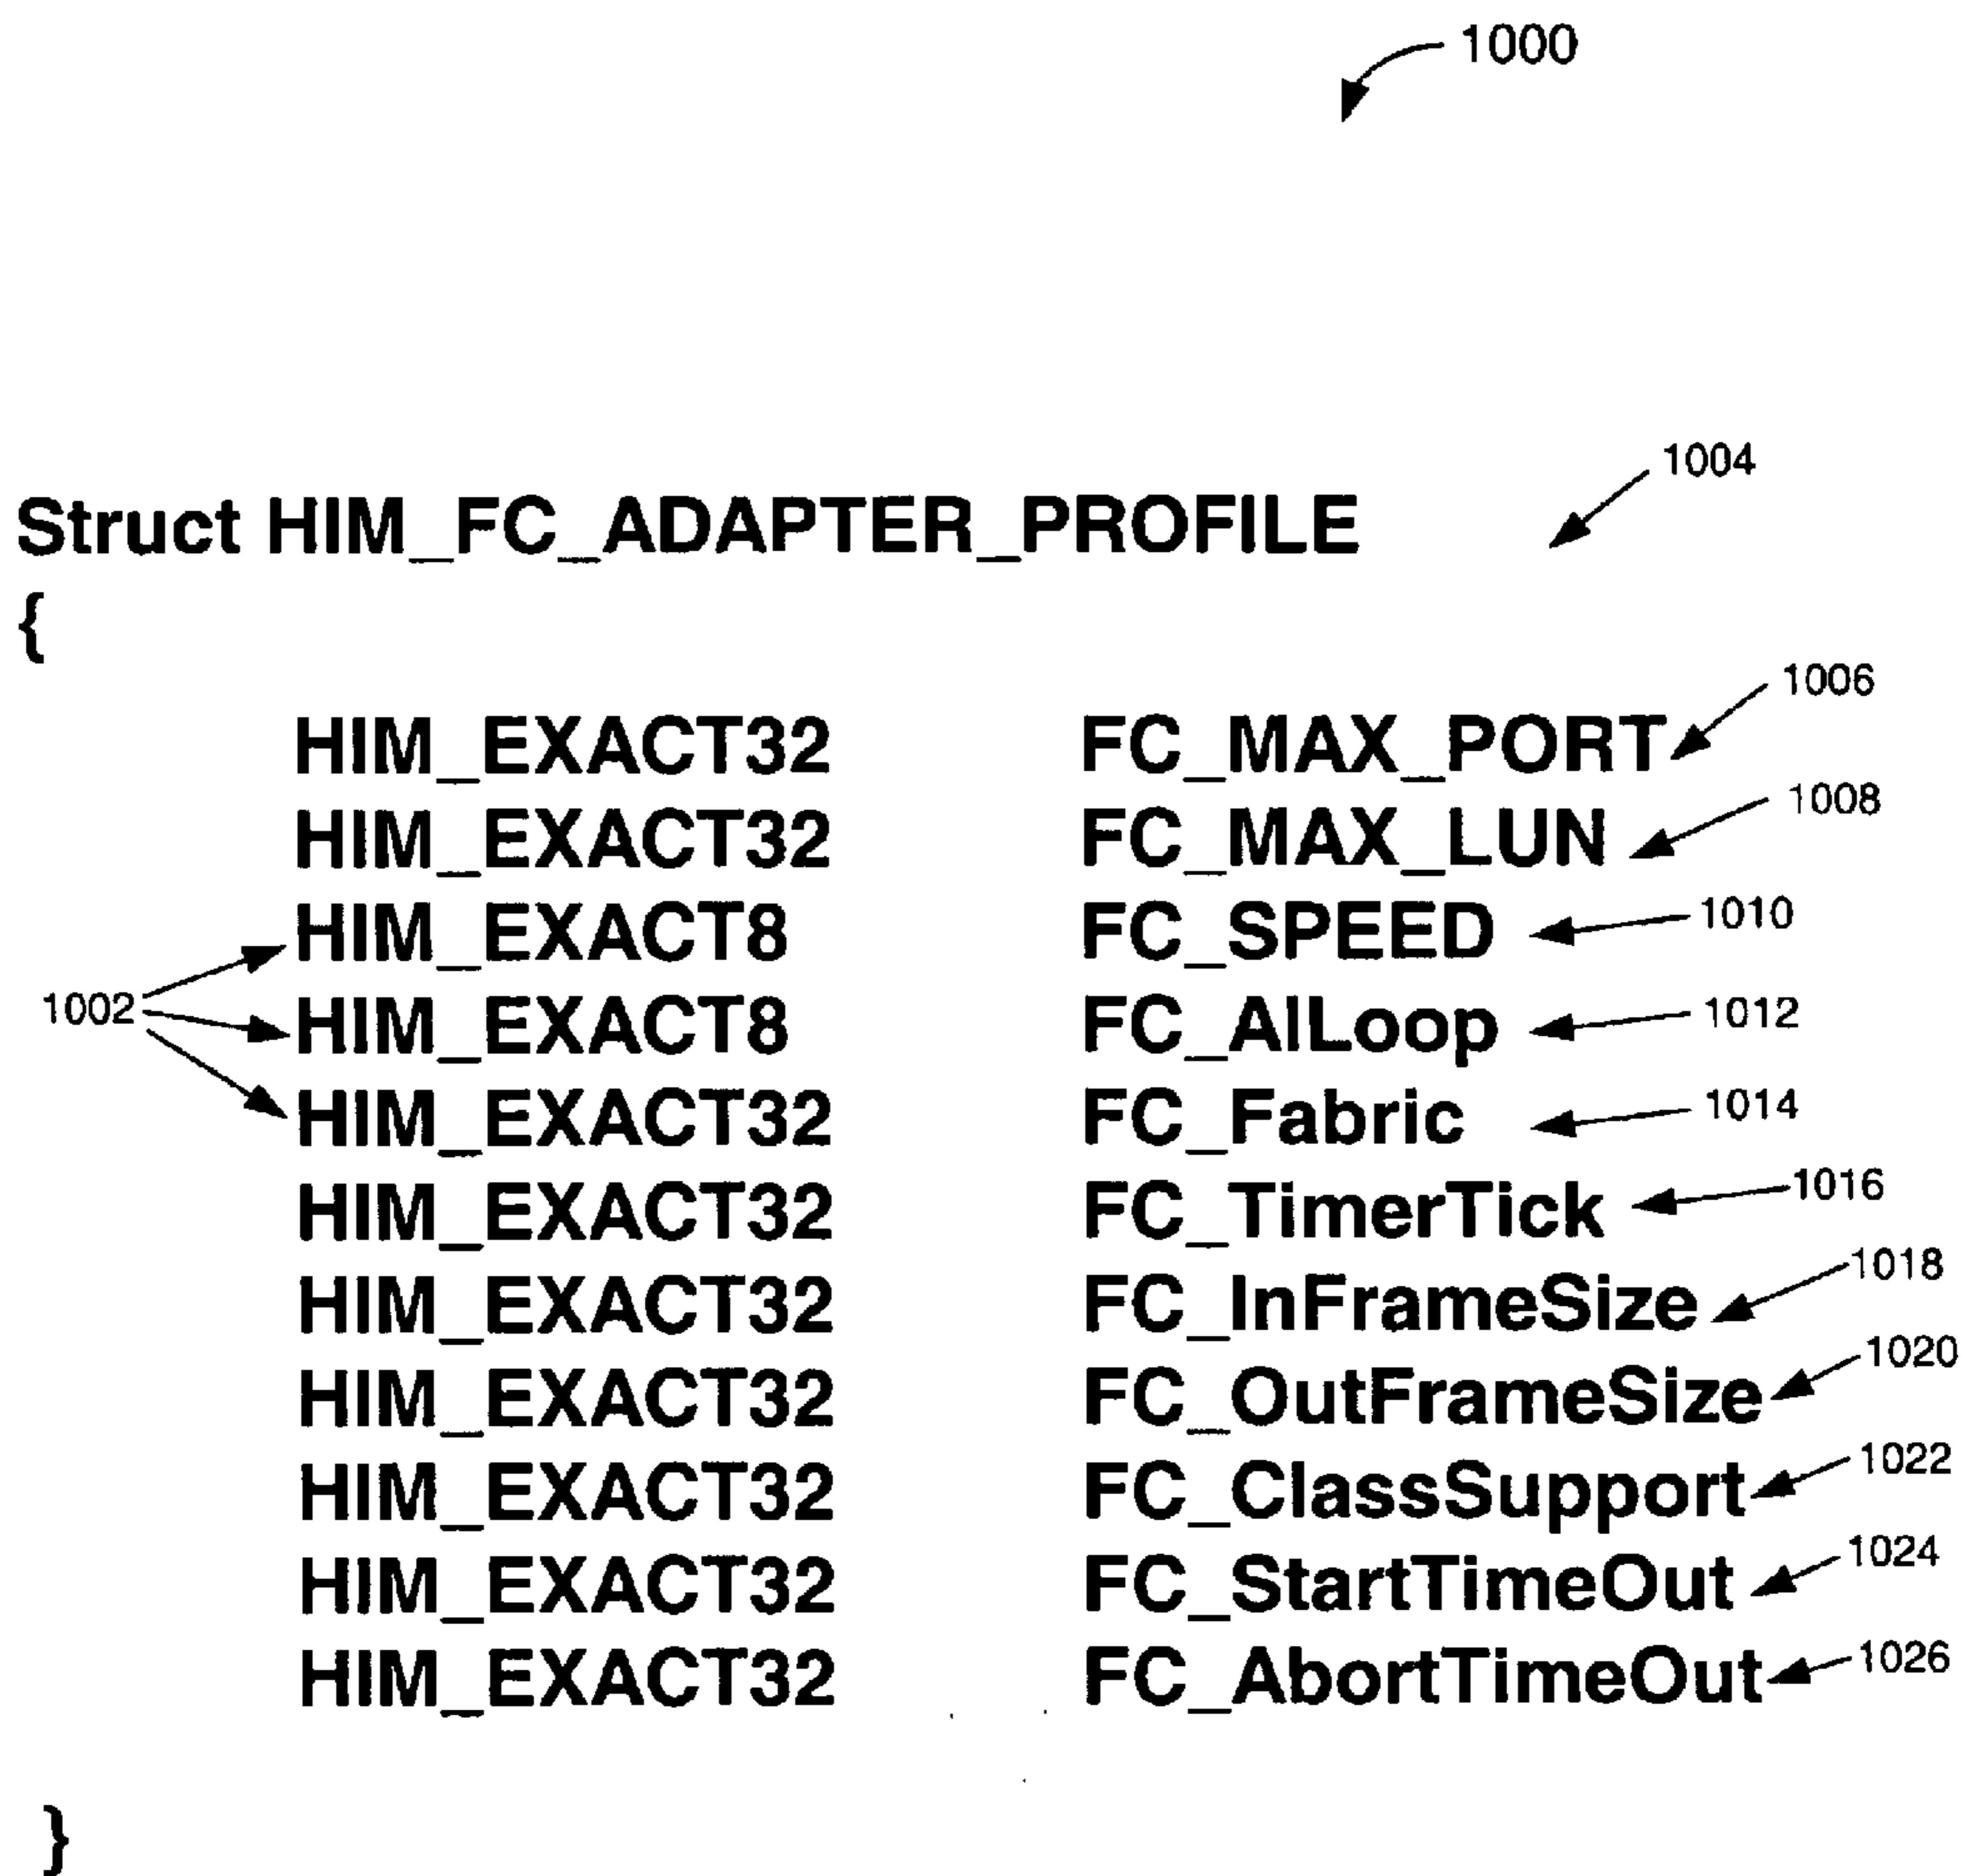 1000
1004
Struct HIM_FC_ADAPTER_PROFILE
{
1006
HIM_EXACT32 FC_MAX_PORT
1008
HIM_EXACT32 FC_MAX_LUN
HIM_EXACT8 FC_SPEED 1010
1002 HIM_EXACT8 FC_AlLoop 1012
HIM_EXACT32 FC_Fabric 1014
HIM_EXACT32 FC_TimerTick 1016
HIM_EXACT32 FC_InFrameSize 1018
HIM_EXACT32 FC_OutFrameSize 1020
HIM_EXACT32 FC_ClassSupport 1022
HIM_EXACT32 FC_StartTimeOut 1024
HIM_EXACT32 FC_AbortTimeOut 1026
}